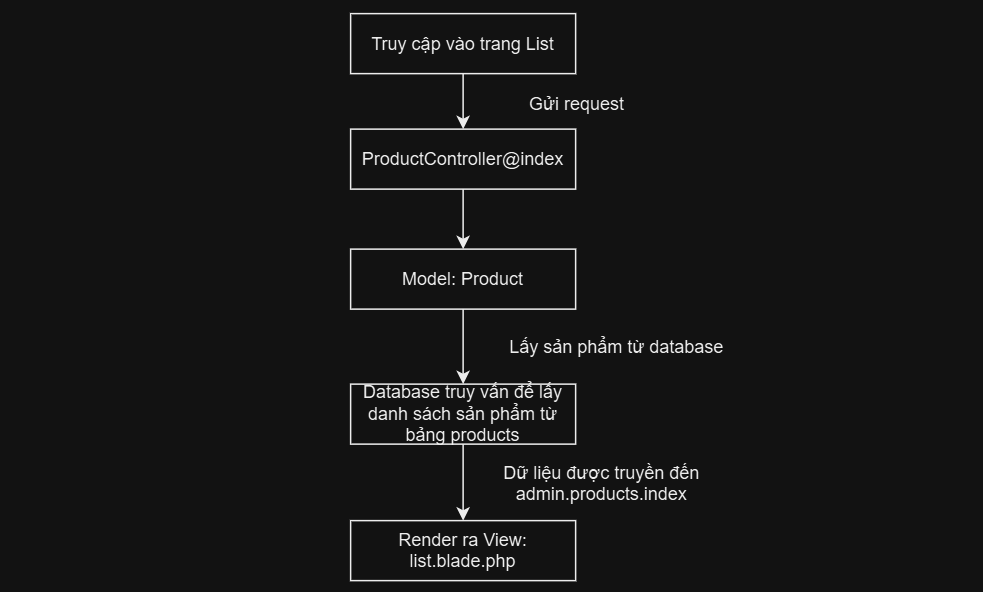 Truy cập vào trang List
Gửi request
ProductController@index
Model: Product
Lấy sản phẩm từ database
Database truy vấn để lấy
danh sách sản phẩm từ
bảng products
Dữ liệu được truyền đến
admin.products.index
Render ra View:
list.blade.php